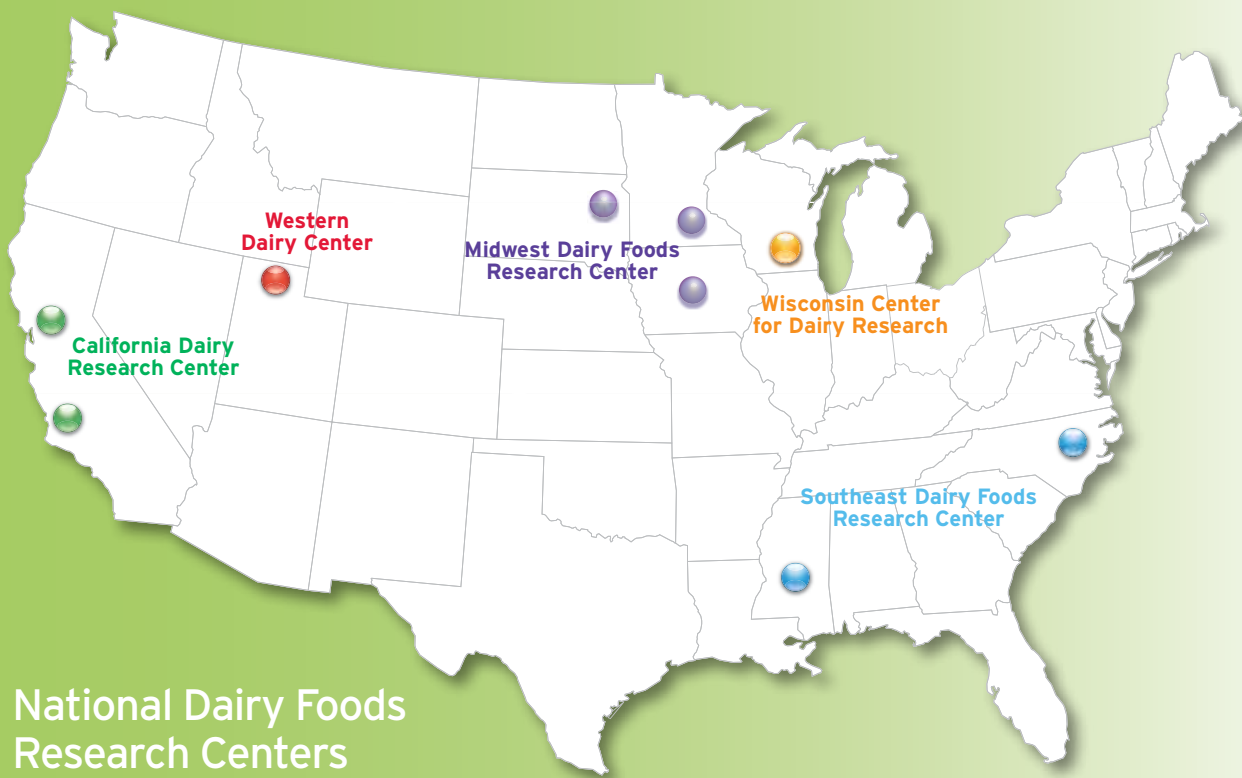 Western
Dairy Center
Midwest Dairy Foods
Research Center
Wisconsin Center
for Dairy Research
California Dairy
Research Center
Southeast Dairy Foods
Research Center
National Dairy Foods
Research Centers